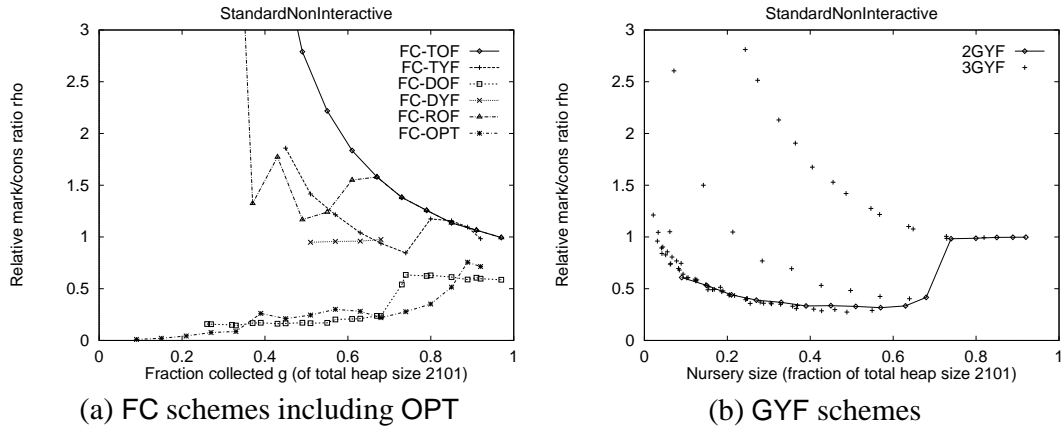 StandardNonInteractive
3
2.5
2
1.5
1
0.5
0
Relative mark/cons ratio rho
FC-TOF
FC-TYF
FC-DOF
FC-DYF
FC-ROF
FC-OPT
0 0.2 0.4 0.6 0.8 1
Fraction collected g (of total heap size 2101)
(a) FC schemes including OPT
StandardNonInteractive
3
2.5
2
1.5
1
0.5
0
Relative mark/cons ratio rho
2GYF
3GYF
0 0.2 0.4 0.6 0.8 1
Nursery size (fraction of total heap size 2101)
(b) GYF schemes